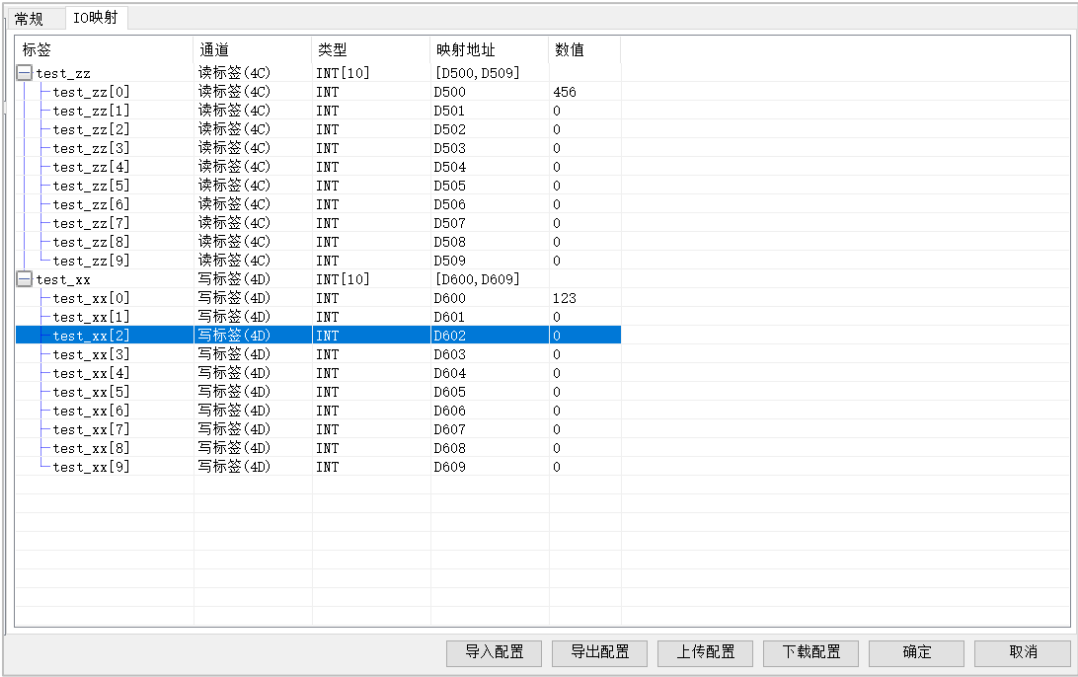 常规 IO映射
标签 通道 类型 映射地址 数值
test_zz 读标签(4C) INT[10] [D500,D509]
test_zz[0] 读标签(4C) INT D500 456
test_zz[1] 读标签(4C) INT D501 0
test_zz[2] 读标签(4C) INT D502 0
test_zz[3] 读标签(4C) INT D503 0
test_zz[4] 读标签(4C) INT D504 0
test_zz[5] 读标签(4C) INT D505 0
test_zz[6] 读标签(4C) INT D506 0
test_zz[7] 读标签(4C) INT D507 0
test_zz[8] 读标签(4C) INT D508 0
test_zz[9] 读标签(4C) INT D509 0
test_xx 写标签(4D) INT[10] [D600,D609]
test_xx[0] 写标签(4D) INT D600 123
test_xx[1] 写标签(4D) INT D601 0
test_xx[2] 写标签(4D) INT D602 0
test_xx[3] 写标签(4D) INT D603 0
test_xx[4] 写标签(4D) INT D604 0
test_xx[5] 写标签(4D) INT D605 0
test_xx[6] 写标签(4D) INT D606 0
test_xx[7] 写标签(4D) INT D607 0
test_xx[8] 写标签(4D) INT D608 0
test_xx[9] 写标签(4D) INT D609 0
导入配置 导出配置 上传配置 下载配置 确定 取消